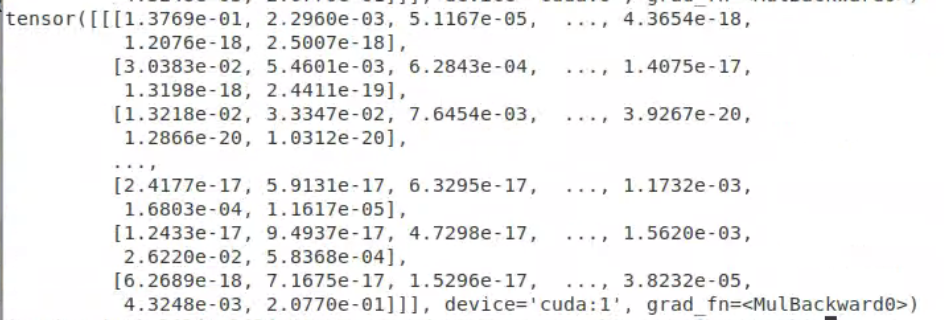 tensor([[[1.3769e-01, 2.2960e-03, 5.1167e-05, ..., 4.3654e-18,
1.2076e-18, 2.5007e-18],
[3.0383e-02, 5.4601e-03, 6.2843e-04, ..., 1.4075e-17,
1.3198e-18, 2.4411e-19],
[1.3218e-02, 3.3347e-02, 7.6454e-03, ..., 3.9267e-20,
1.2866e-20, 1.0312e-20],
...,
[2.4177e-17, 5.9131e-17, 6.3295e-17, ..., 1.1732e-03,
1.6803e-04, 1.1617e-05],
[1.2433e-17, 9.4937e-17, 4.7298e-17, ..., 1.5620e-03,
2.6220e-02, 5.8368e-04],
[6.2689e-18, 7.1675e-17, 1.5296e-17, ..., 3.8232e-05,
4.3248e-03, 2.0770e-01]]], device='cuda:1', grad_fn=<MulBackward0>)